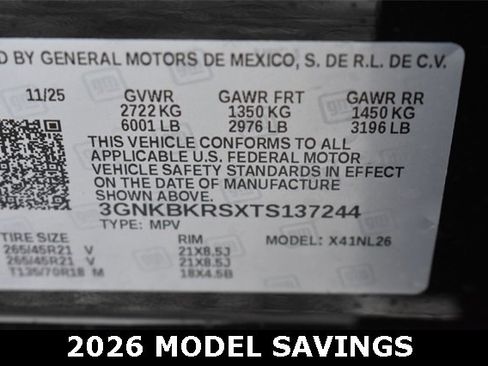 D BY GENERAL MOTORS DE MEXICO, S. DE R.L. DE C.V.
11/25 GVWR GAWR FRT GAWR RR
2722 KG 1350 KG 1450 KG
6001 LB 2976 LB 3196 LB
THIS VEHICLE CONFORMS TO ALL
APPLICABLE U.S. FEDERAL MOTOR
VEHICLE SAFETY STANDARDS IN EFFECT
ON THE DATE OF MANUFACTURE
SHOWN ABOVE.
3GNKBKRSXTS137244
TYPE: MPV MODEL: X41NL26
TIRE SIZE RIM
265/45R21 V 21X8.5J
265/45R21 V 21X8.5J
T135/70R18 M 18X4.5B
2026 MODEL SAVINGS